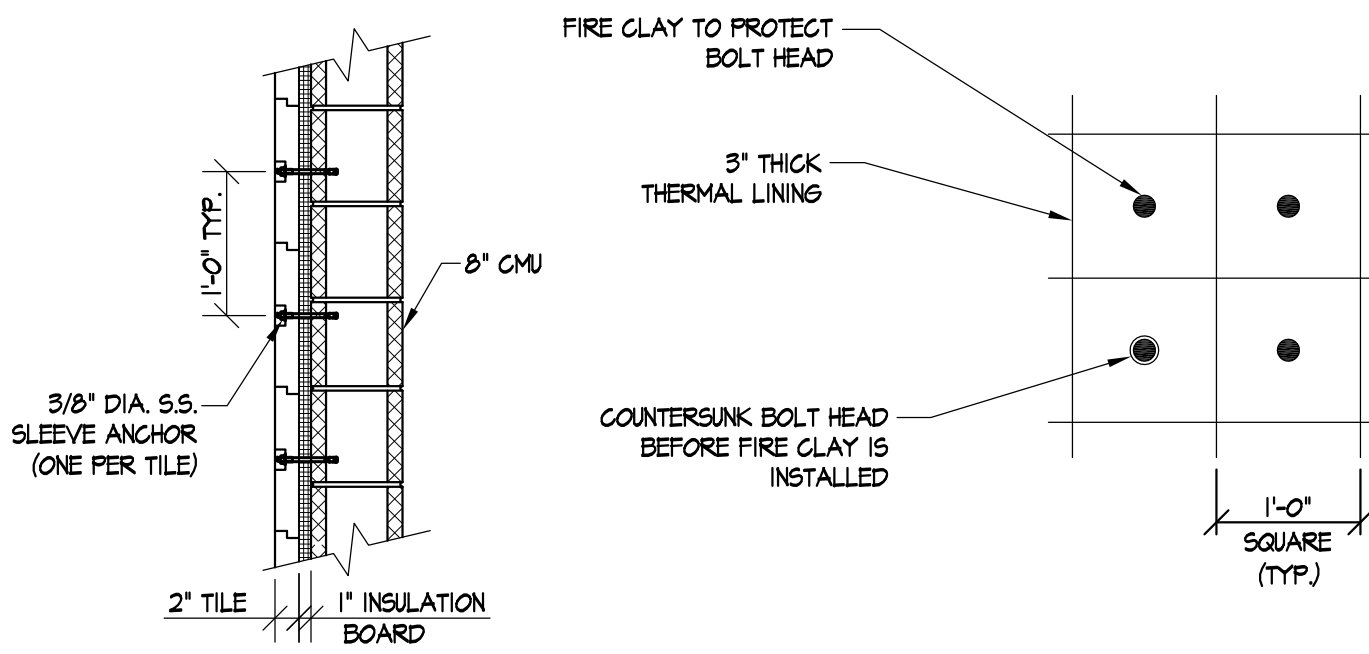 FIRE CLAY TO PROTECT
BOLT HEAD
3" THICK
THERMAL LINING
1'-0" TYP.
8" CMU
3/8" DIA. S.S.
SLEEVE ANCHOR
(ONE PER TILE)
COUNTERSUNK BOLT HEAD
BEFORE FIRE CLAY IS
INSTALLED
1'-0"
SQUARE
(TYP.)
2" TILE
1" INSULATION
BOARD